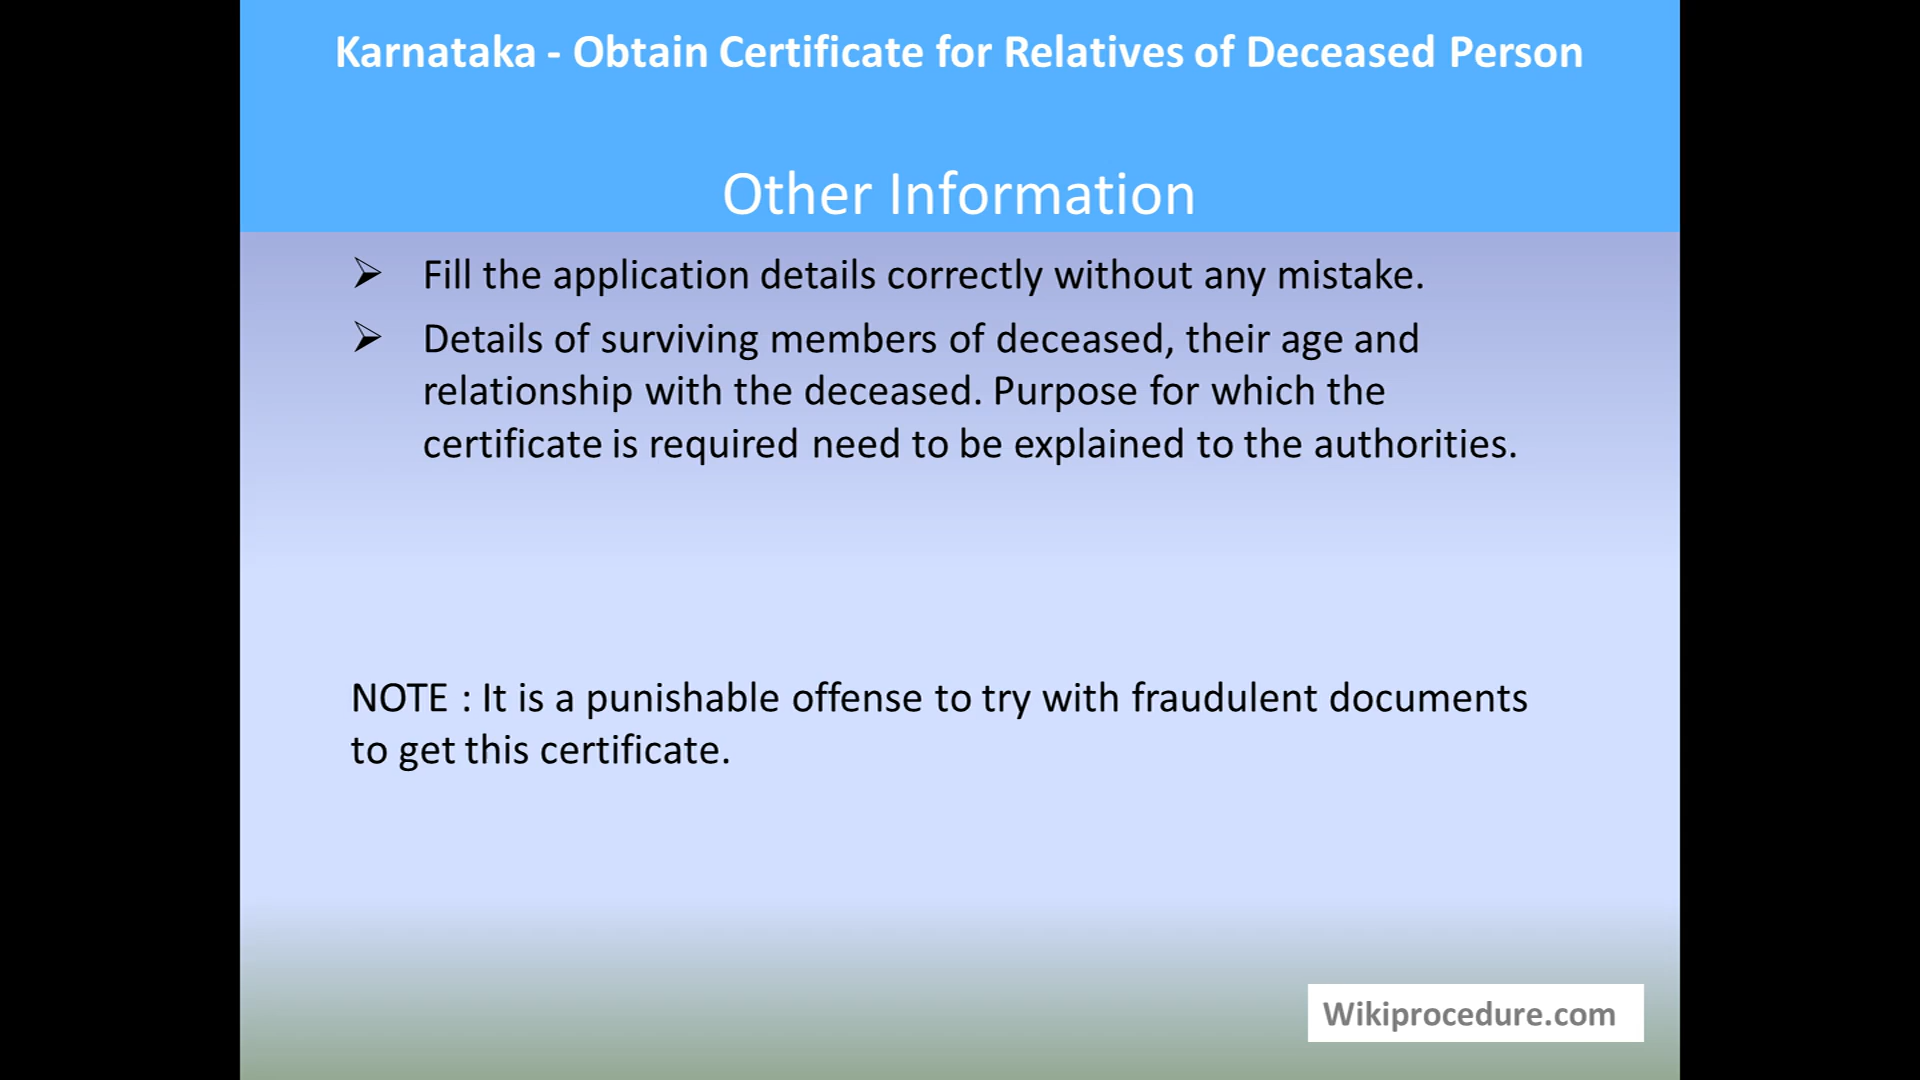 Karnataka - Obtain Certificate for Relatives of Deceased Person
Other Information
Fill the application details correctly without any mistake.
Details of surviving members of deceased, their age and
relationship with the deceased. Purpose for which the
certificate is required need to be explained to the authorities.
NOTE : It is a punishable offense to try with fraudulent documents
to get this certificate.
Wikiprocedure.com